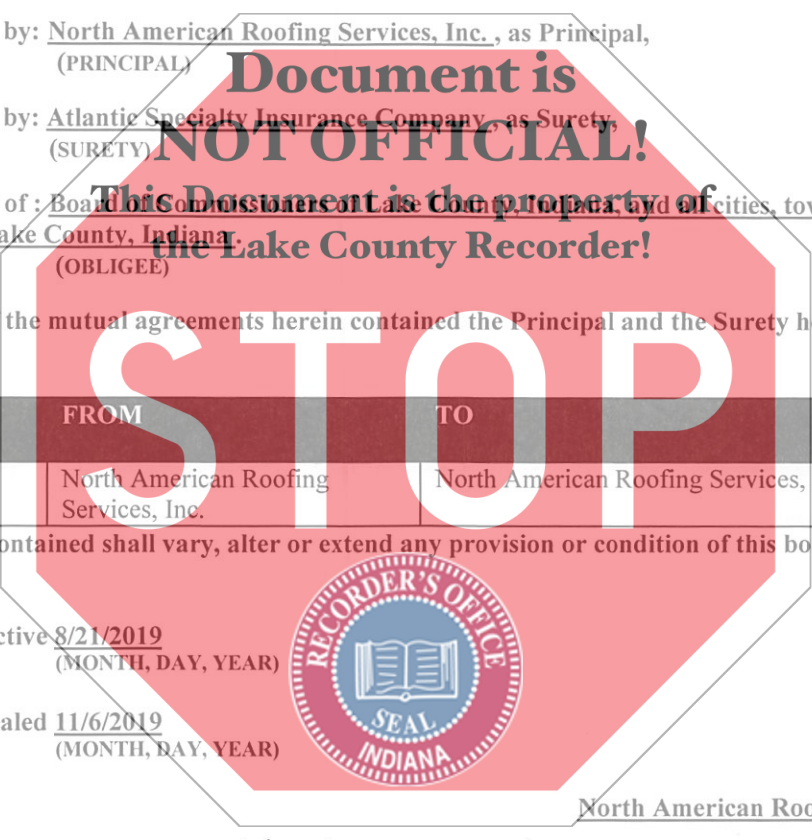 by: North American Roofing Services, Inc. , as Principal,
(PRINCIPAL)
Document is
by: Atlantic Specialty Insurance Company , as Surety,
(SURETY)
NOT OFFICIAL!
This Document is the property of
of : Board of Commissioners of Lake County, Indiana, and all cities, tow
ake County, Indiana .
the Lake County Recorder!
(OBLIGEE)
the mutual agreements herein contained the Principal and the Surety h
STOP
FROM TO
North American Roofing North American Roofing Services,
Services, Inc.
ontained shall vary, alter or extend any provision or condition of this bo
RECORDER'S OFFICE
SEAL
INDIANA
ctive 8/21/2019
(MONTH, DAY, YEAR)
aled 11/6/2019
(MONTH, DAY, YEAR)
North American Roo